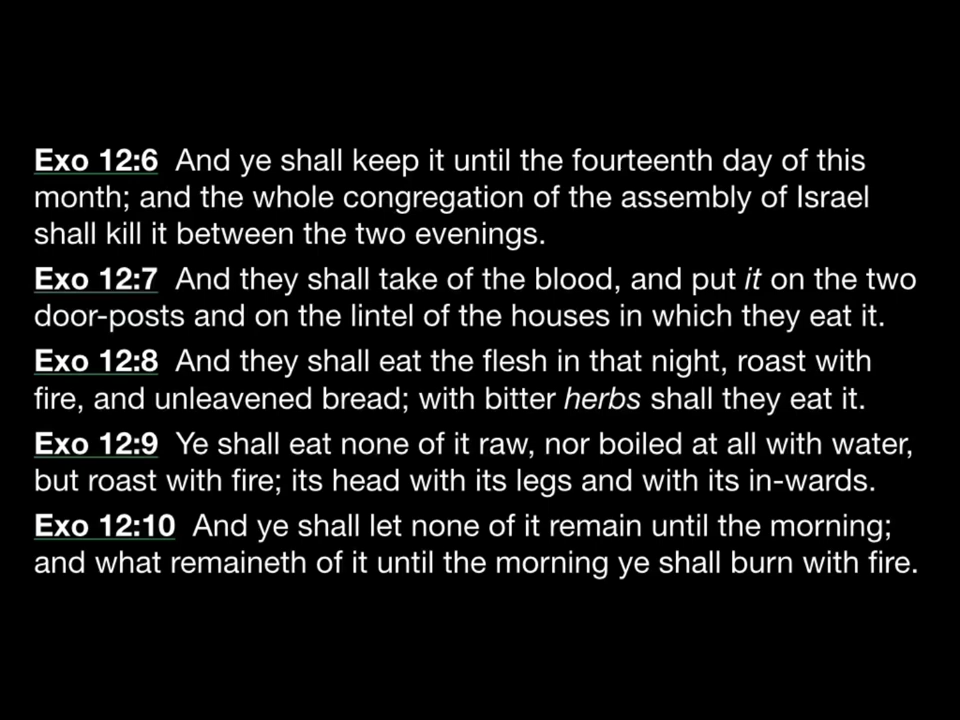 Exo 12:6 And ye shall keep it until the fourteenth day of this
month; and the whole congregation of the assembly of Israel
shall kill it between the two evenings.
Exo 12:7 And they shall take of the blood, and put it on the two
door-posts and on the lintel of the houses in which they eat it.
Exo 12:8 And they shall eat the flesh in that night, roast with
fire, and unleavened bread; with bitter herbs shall they eat it.
Exo 12:9 Ye shall eat none of it raw, nor boiled at all with water,
but roast with fire; its head with its legs and with its in-wards.
Exo 12:10 And ye shall let none of it remain until the morning;
and what remaineth of it until the morning ye shall burn with fire.